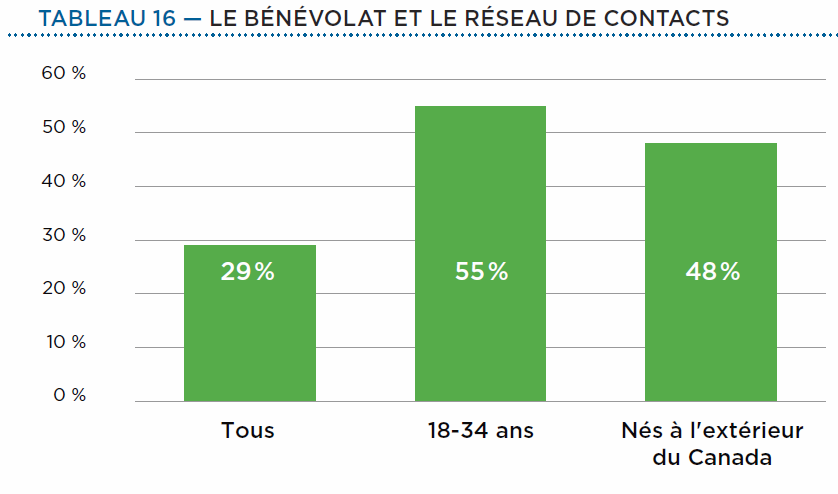 TABLEAU 16 — LE BÉNÉVOLAT ET LE RÉSEAU DE CONTACTS
60 %
50 %
40 %
30 %
20 %
10 %
0 %
29 %
55 %
48 %
Tous
18-34 ans
Nés à l'extérieur
du Canada